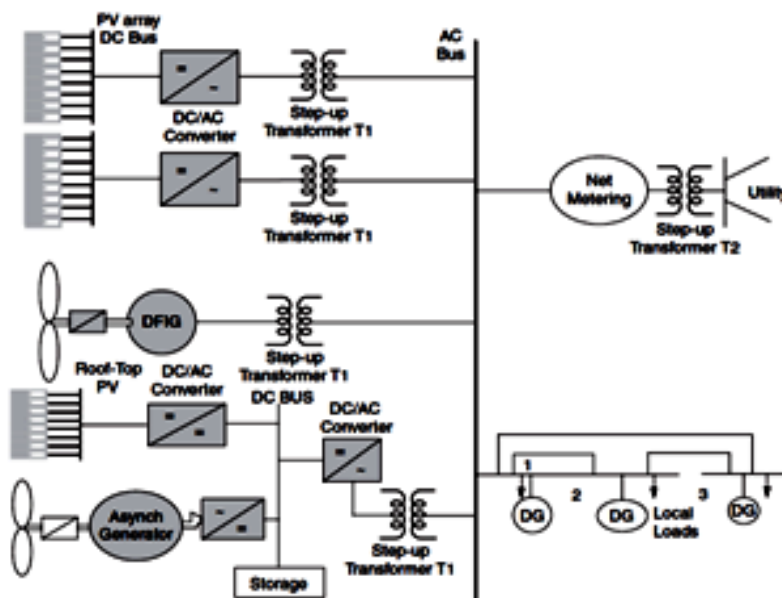 PV array
DC Bus
DC/AC
Converter
Step-up
Transformer T1
AC
Bus
Step-up
Transformer T1
Net
Metering
Utility
Step-up
Transformer T2
DFIG
Step-up
Transformer T1
Roof-Top
PV
DC/AC
Converter
DC BUS
DC/AC
Converter
Asynch
Generator
Storage
Step-up
Transformer T1
1
2
3
DG
DG
DG
Local
Loads